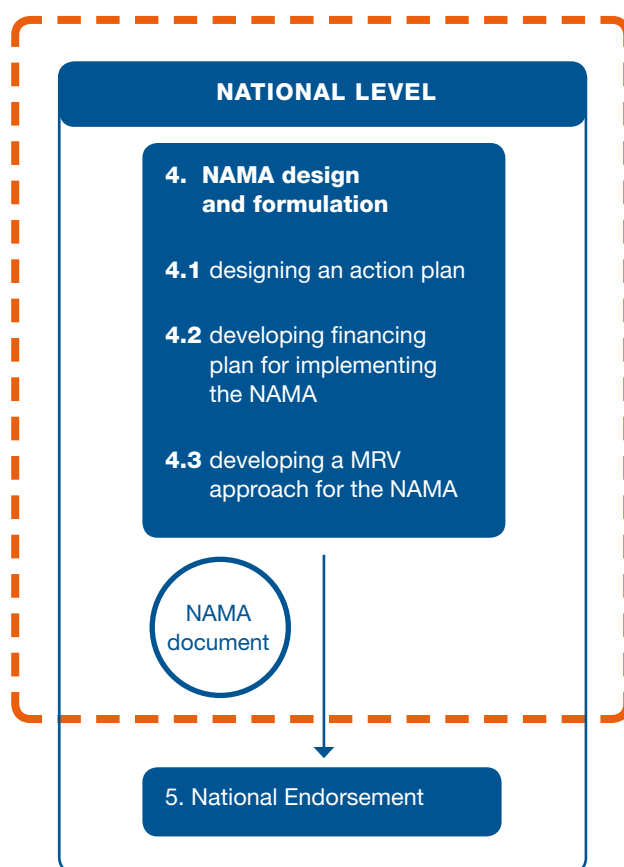 NATIONAL LEVEL
4. NAMA design
and formulation
4.1 designing an action plan
4.2 developing financing
plan for implementing
the NAMA
4.3 developing a MRV
approach for the NAMA
NAMA
document
5. National Endorsement